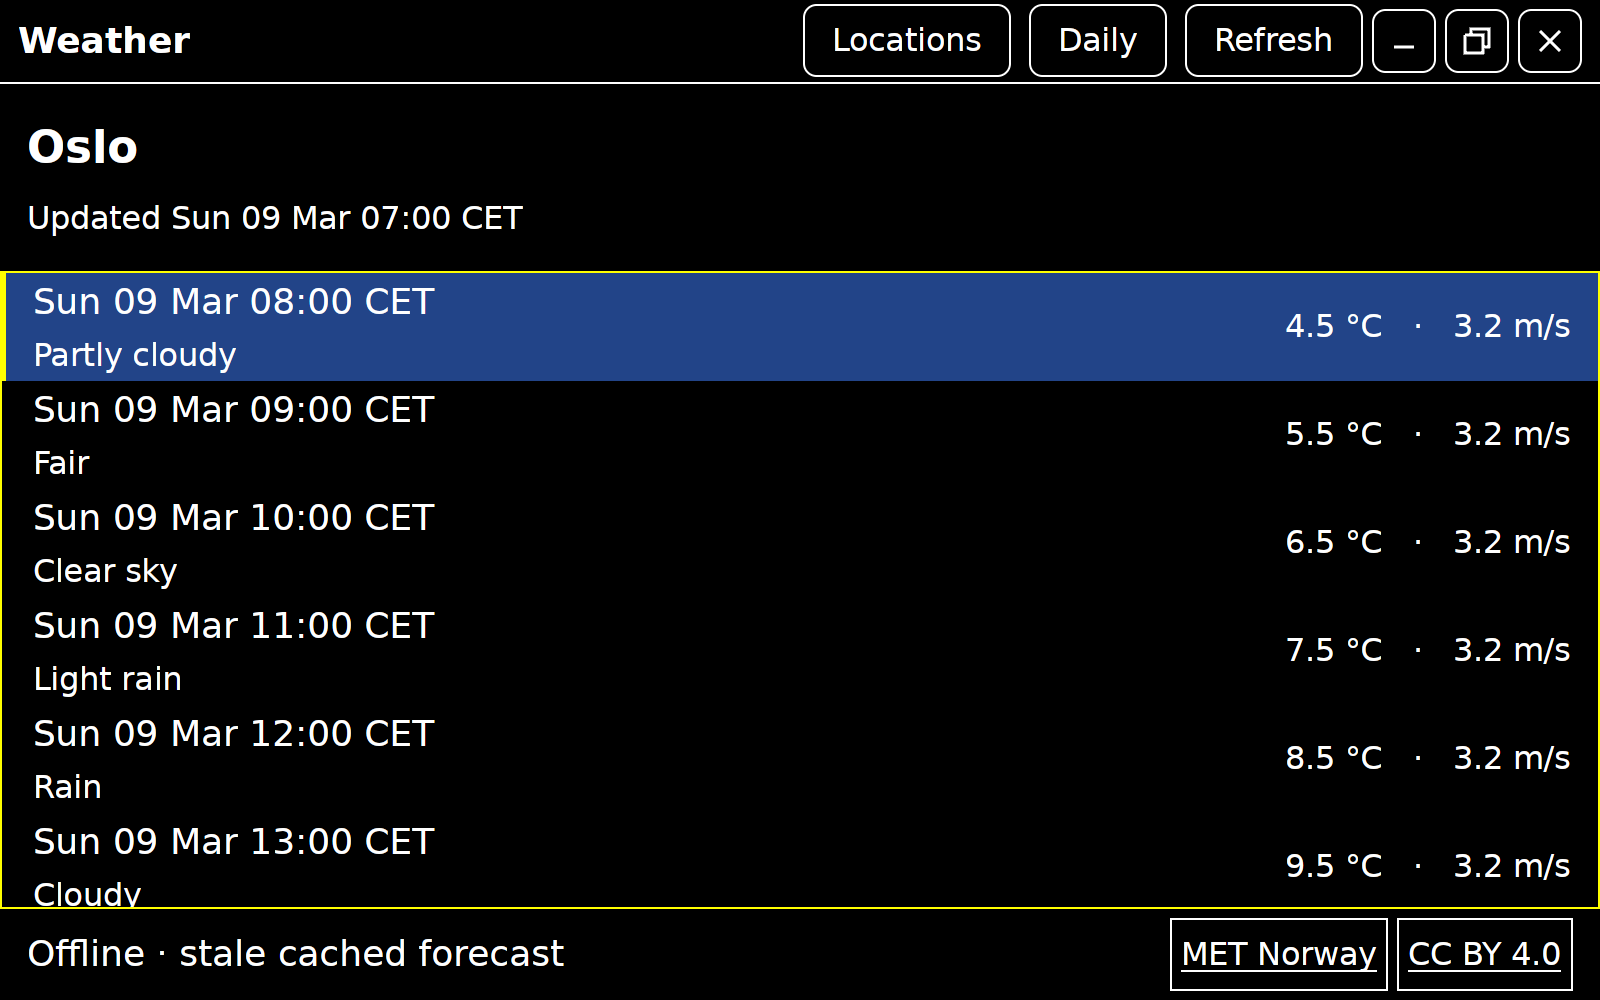 Weather Locations Daily Refresh
Oslo
Updated Sun 09 Mar 07:00 CET
Sun 09 Mar 08:00 CET
Partly cloudy
4.5 °C · 3.2 m/s
Sun 09 Mar 09:00 CET
Fair
5.5 °C · 3.2 m/s
Sun 09 Mar 10:00 CET
Clear sky
6.5 °C · 3.2 m/s
Sun 09 Mar 11:00 CET
Light rain
7.5 °C · 3.2 m/s
Sun 09 Mar 12:00 CET
Rain
8.5 °C · 3.2 m/s
Sun 09 Mar 13:00 CET
Cloudy
9.5 °C · 3.2 m/s
Offline · stale cached forecast MET Norway CC BY 4.0